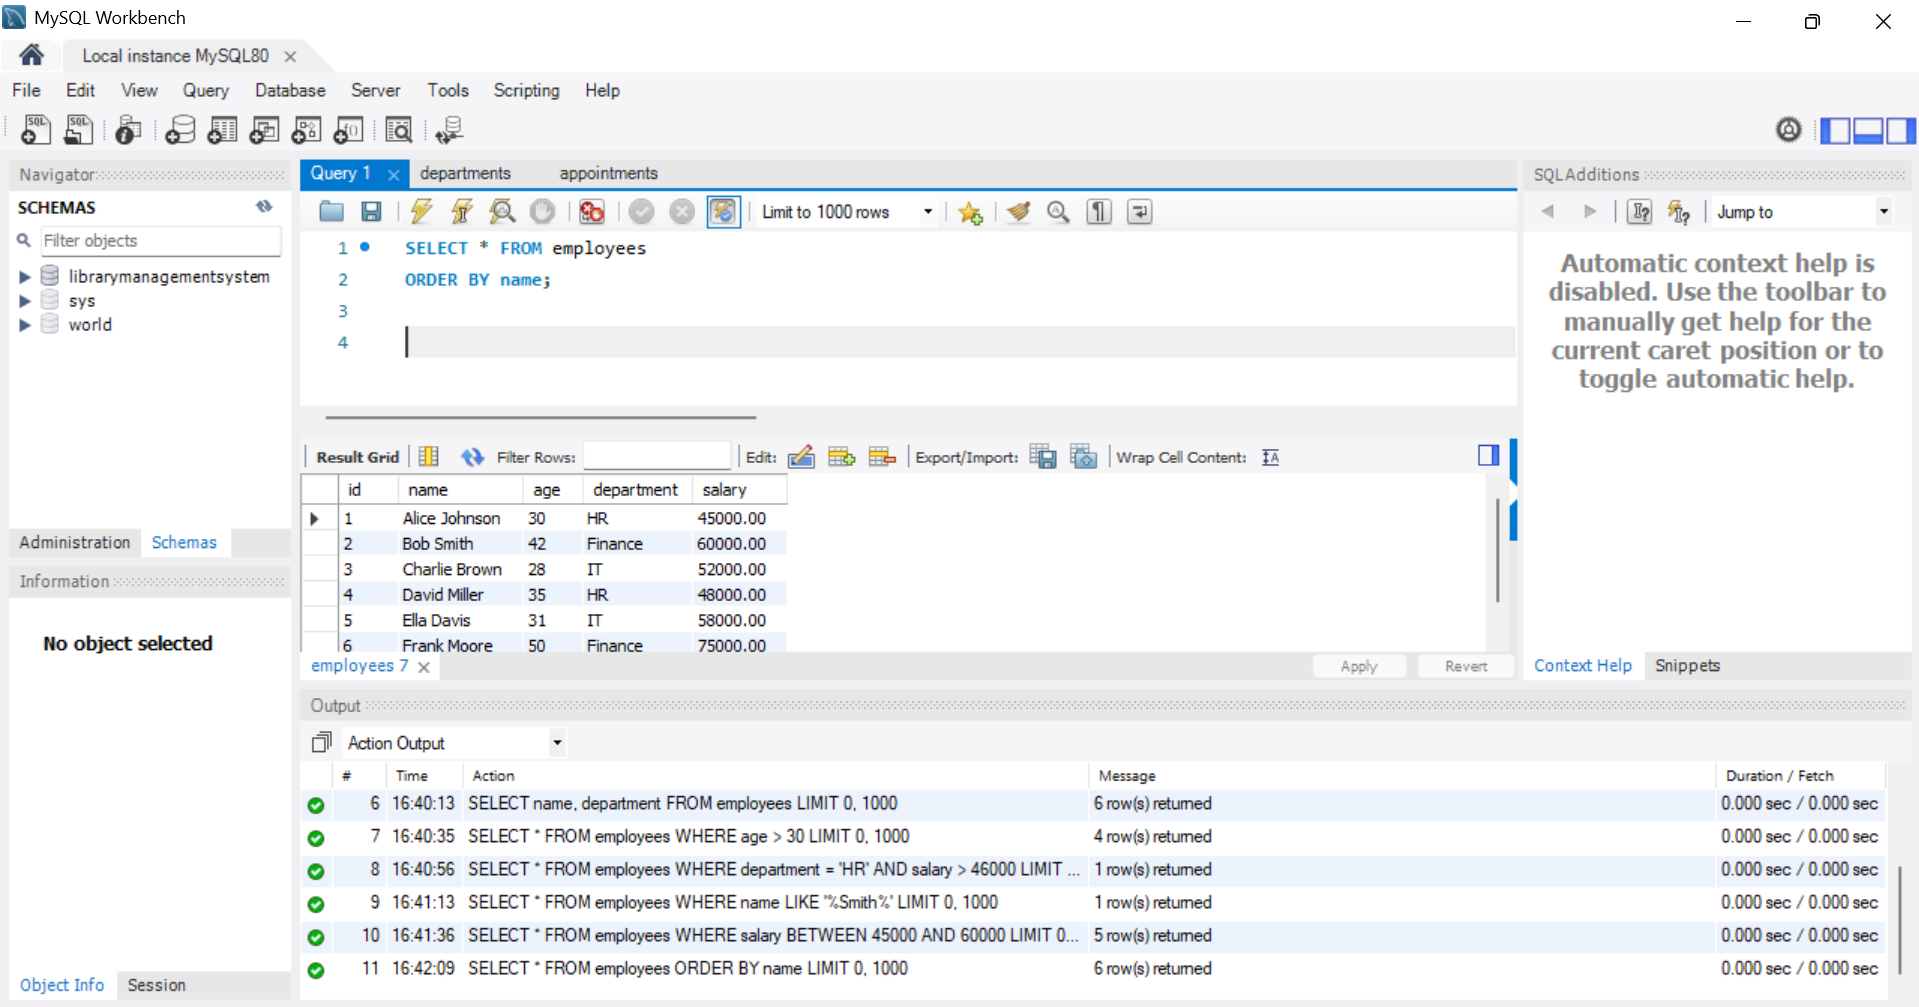 MySQL Workbench
Local instance MySQL80
File Edit View Query Database Server Tools Scripting Help
Navigator
SCHEMAS
Filter objects
librarymanagementsystem
sys
world
Administration Schemas
Information
No object selected
Object Info Session
Query 1 departments appointments
Limit to 1000 rows
1 SELECT * FROM employees
2 ORDER BY name;
3
4
Result Grid Filter Rows: Edit: Export/Import: Wrap Cell Content:
id name age department salary
1 Alice Johnson 30 HR 45000.00
2 Bob Smith 42 Finance 60000.00
3 Charlie Brown 28 IT 52000.00
4 David Miller 35 HR 48000.00
5 Ella Davis 31 IT 58000.00
6 Frank Moore 50 Finance 75000.00
employees 7 Apply Revert
SQLAdditions
Jump to
Automatic context help is
disabled. Use the toolbar to
manually get help for the
current caret position or to
toggle automatic help.
Context Help Snippets
Output
Action Output
# Time Action Message Duration / Fetch
6 16:40:13 SELECT name, department FROM employees LIMIT 0, 1000 6 row(s) returned 0.000 sec / 0.000 sec
7 16:40:35 SELECT * FROM employees WHERE age > 30 LIMIT 0, 1000 4 row(s) returned 0.000 sec / 0.000 sec
8 16:40:56 SELECT * FROM employees WHERE department = 'HR' AND salary > 46000 LIMIT ... 1 row(s) returned 0.000 sec / 0.000 sec
9 16:41:13 SELECT * FROM employees WHERE name LIKE '%Smith%' LIMIT 0, 1000 1 row(s) returned 0.000 sec / 0.000 sec
10 16:41:36 SELECT * FROM employees WHERE salary BETWEEN 45000 AND 60000 LIMIT 0... 5 row(s) returned 0.000 sec / 0.000 sec
11 16:42:09 SELECT * FROM employees ORDER BY name LIMIT 0, 1000 6 row(s) returned 0.000 sec / 0.000 sec